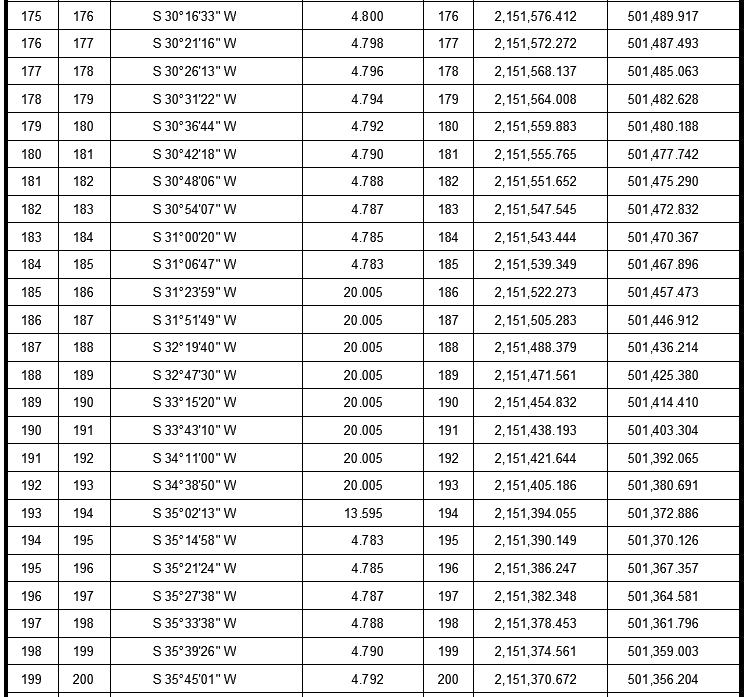 175 176 S 30°16'33" W 4.800 176 2,151,576.412 501,489.917
176 177 S 30°21'16" W 4.798 177 2,151,572.272 501,487.493
177 178 S 30°26'13" W 4.796 178 2,151,568.137 501,485.063
178 179 S 30°31'22" W 4.794 179 2,151,564.008 501,482.628
179 180 S 30°36'44" W 4.792 180 2,151,559.883 501,480.188
180 181 S 30°42'18" W 4.790 181 2,151,555.765 501,477.742
181 182 S 30°48'06" W 4.788 182 2,151,551.652 501,475.290
182 183 S 30°54'07" W 4.787 183 2,151,547.545 501,472.832
183 184 S 31°00'20" W 4.785 184 2,151,543.444 501,470.367
184 185 S 31°06'47" W 4.783 185 2,151,539.349 501,467.896
185 186 S 31°23'59" W 20.005 186 2,151,522.273 501,457.473
186 187 S 31°51'49" W 20.005 187 2,151,505.283 501,446.912
187 188 S 32°19'40" W 20.005 188 2,151,488.379 501,436.214
188 189 S 32°47'30" W 20.005 189 2,151,471.561 501,425.380
189 190 S 33°15'20" W 20.005 190 2,151,454.832 501,414.410
190 191 S 33°43'10" W 20.005 191 2,151,438.193 501,403.304
191 192 S 34°11'00" W 20.005 192 2,151,421.644 501,392.065
192 193 S 34°38'50" W 20.005 193 2,151,405.186 501,380.691
193 194 S 35°02'13" W 13.595 194 2,151,394.055 501,372.886
194 195 S 35°14'58" W 4.783 195 2,151,390.149 501,370.126
195 196 S 35°21'24" W 4.785 196 2,151,386.247 501,367.357
196 197 S 35°27'38" W 4.787 197 2,151,382.348 501,364.581
197 198 S 35°33'38" W 4.788 198 2,151,378.453 501,361.796
198 199 S 35°39'26" W 4.790 199 2,151,374.561 501,359.003
199 200 S 35°45'01" W 4.792 200 2,151,370.672 501,356.204